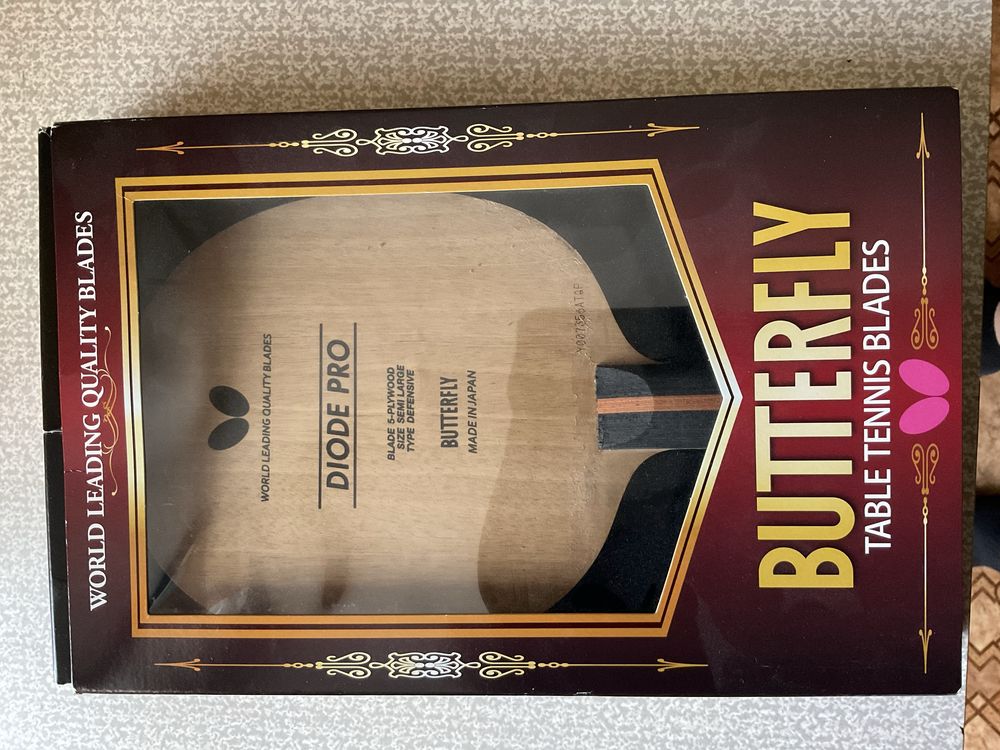 WORLD LEADING QUALITY BLADES
WORLD LEADING QUALITY BLADES
DIODE PRO
BLADE 5-PLYWOOD
SIZE SEMI LARGE
TYPE DEFENSIVE
BUTTERFLY
MADE IN JAPAN
BUTTERFLY
TABLE TENNIS BLADES